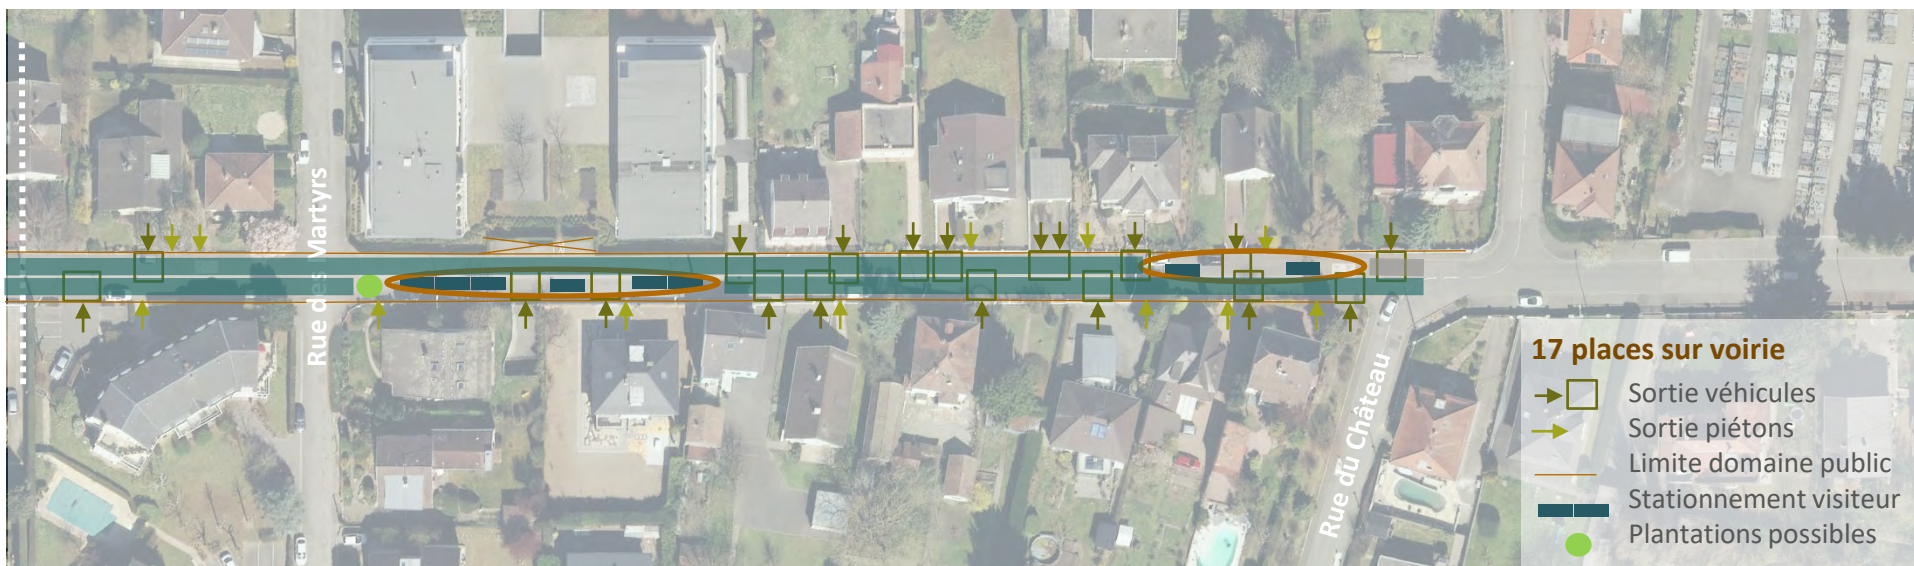 Rue des Martyrs
Rue du Château
17 places sur voirie
Sortie véhicules
Sortie piétons
Limite domaine public
Stationnement visiteur
Plantations possibles